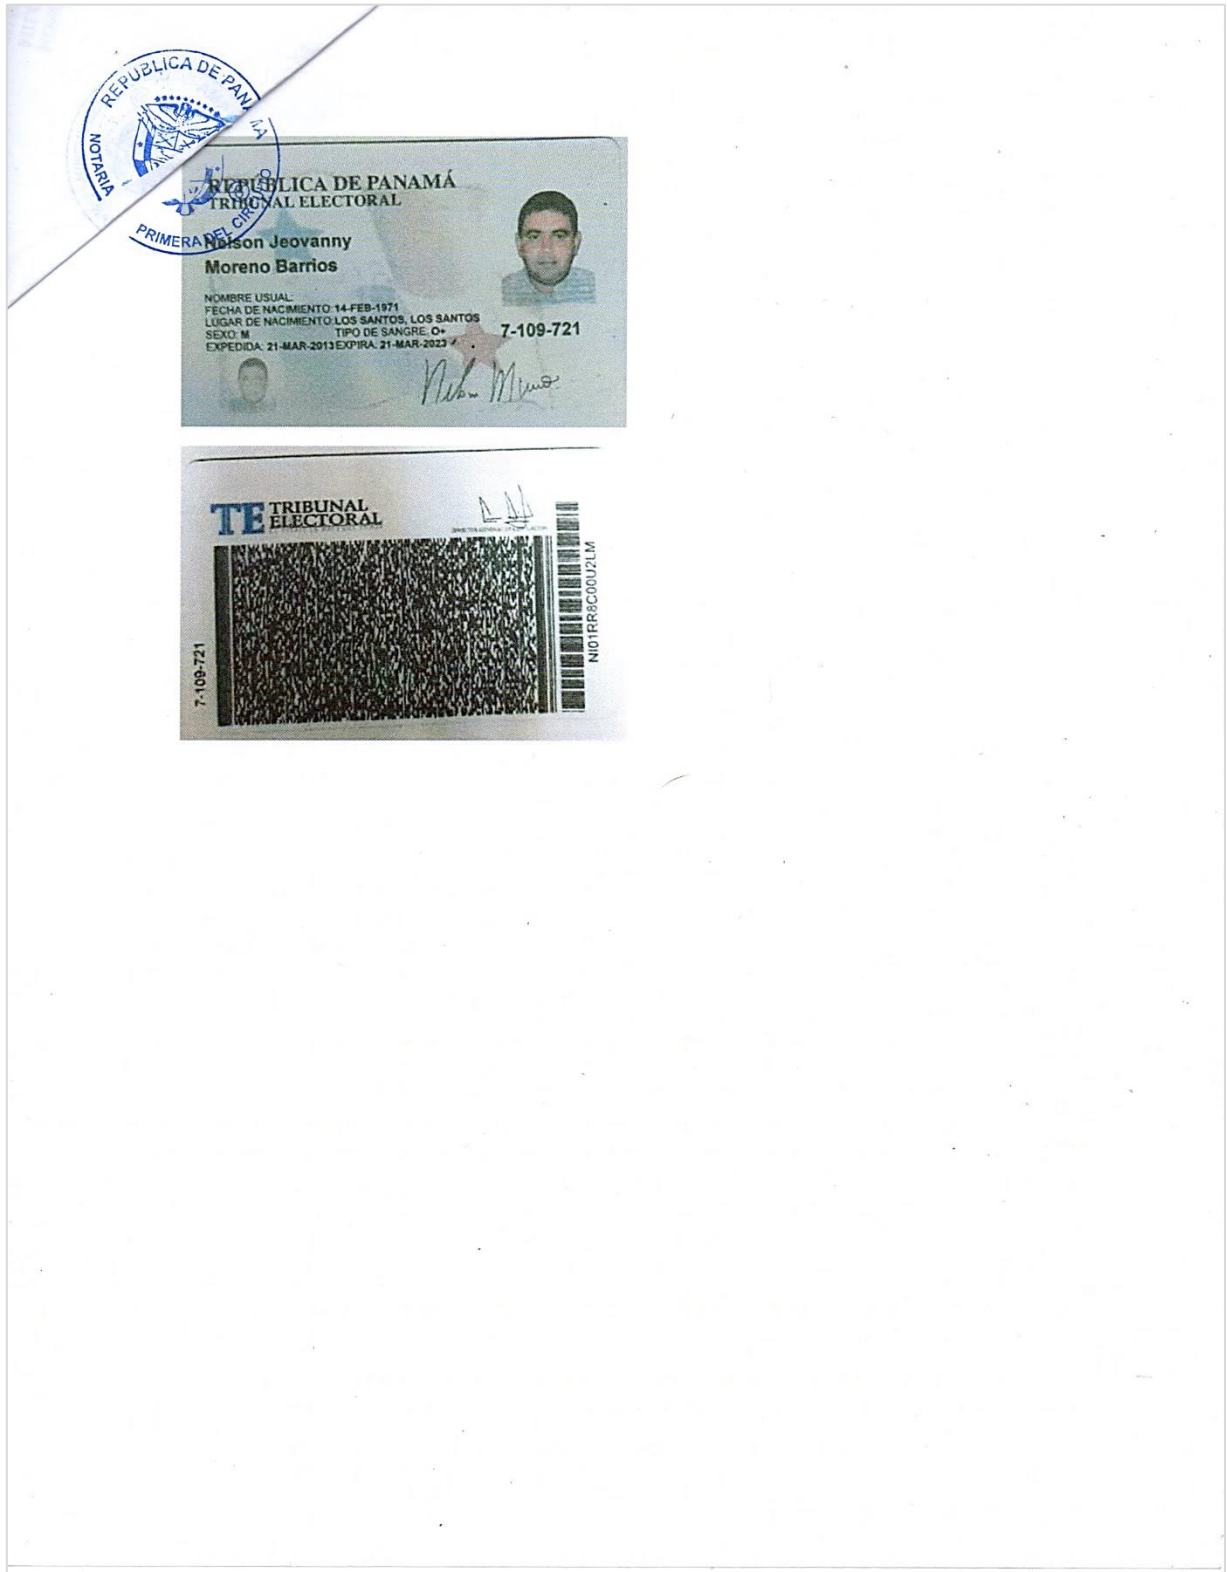 REPUBLICA DE PANAMA
NOTARIA
PRIMERA DEL CIRCUITO
REPÚBLICA DE PANAMÁ
TRIBUNAL ELECTORAL
Nelson Jeovanny
Moreno Barrios
NOMBRE USUAL:
FECHA DE NACIMIENTO: 14-FEB-1971
LUGAR DE NACIMIENTO: LOS SANTOS, LOS SANTOS
SEXO: M TIPO DE SANGRE: O+
EXPEDIDA: 21-MAR-2013 EXPIRA: 21-MAR-2023
7-109-721
Nelson Moreno
TE TRIBUNAL
ELECTORAL
7-109-721
NI01RR8C00U2LM